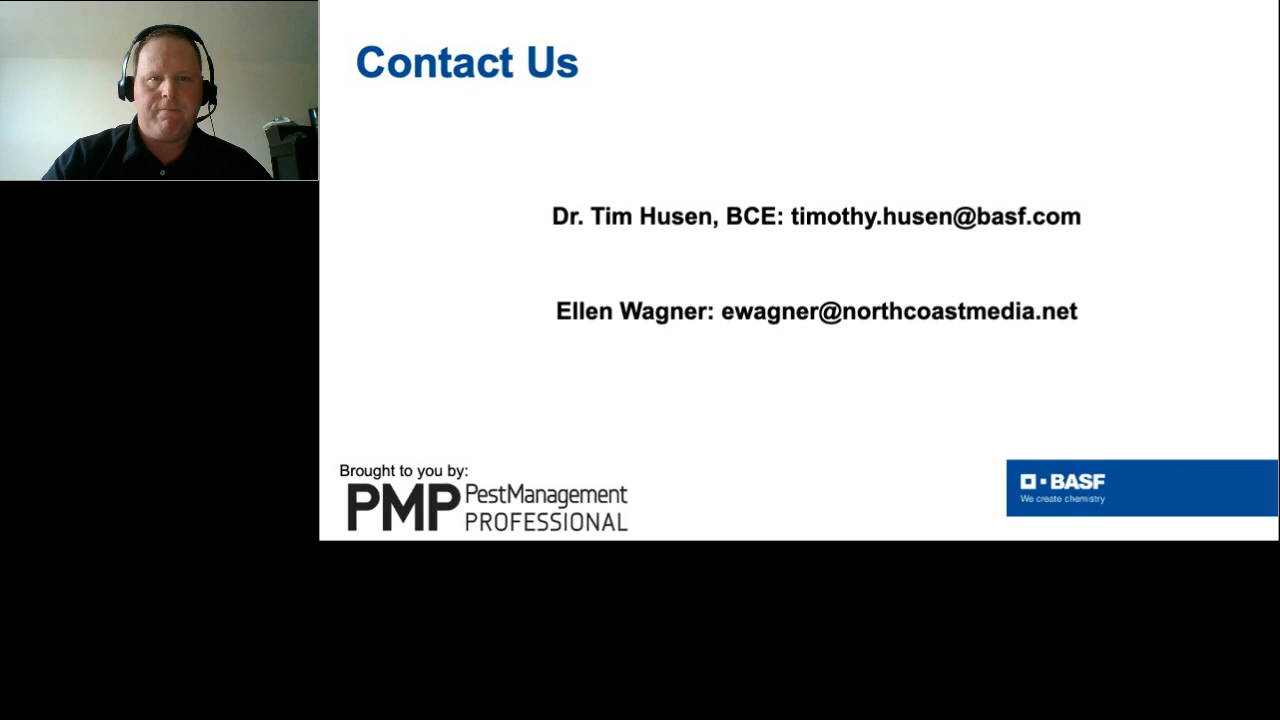 Contact Us
Dr. Tim Husen, BCE: timothy.husen@basf.com
Ellen Wagner: ewagner@northcoastmedia.net
Brought to you by:
PMP PestManagement
PROFESSIONAL
BASF
We create chemistry